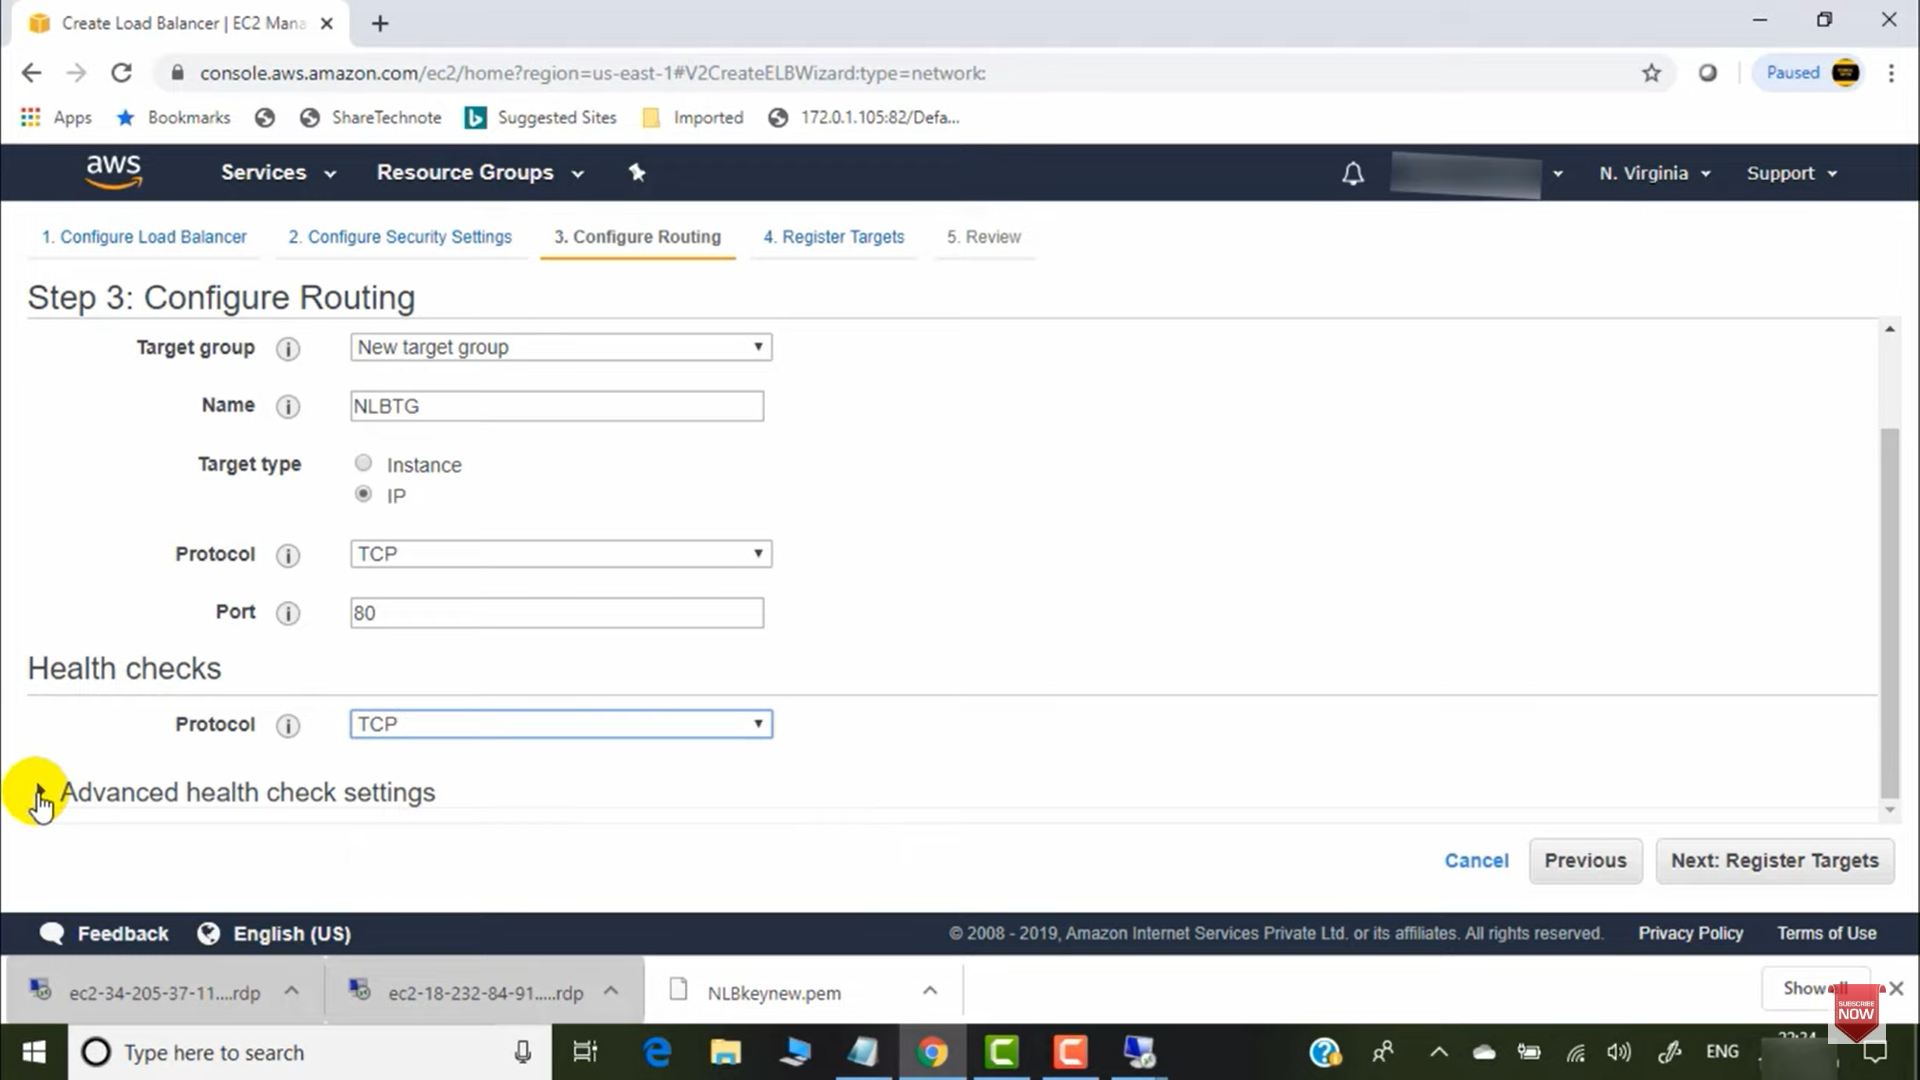 Create Load Balancer | EC2 Mana
console.aws.amazon.com/ec2/home?region=us-east-1#V2CreateELBWizard:type=network:
Paused
Apps
Bookmarks
ShareTechnote
Suggested Sites
Imported
172.0.1.105:82/Defa...
aws
Services
Resource Groups
N. Virginia
Support
1. Configure Load Balancer
2. Configure Security Settings
3. Configure Routing
4. Register Targets
5. Review
Step 3: Configure Routing
Target group
New target group
Name
NLBTG
Target type
Instance
IP
Protocol
TCP
Port
80
Health checks
Protocol
TCP
Advanced health check settings
Cancel
Previous
Next: Register Targets
Feedback
English (US)
© 2008 - 2019, Amazon Internet Services Private Ltd. or its affiliates. All rights reserved.
Privacy Policy
Terms of Use
ec2-34-205-37-11....rdp
ec2-18-232-84-91.....rdp
NLBkeynew.pem
Show
SUBSCRIBE
NOW
Type here to search
ENG